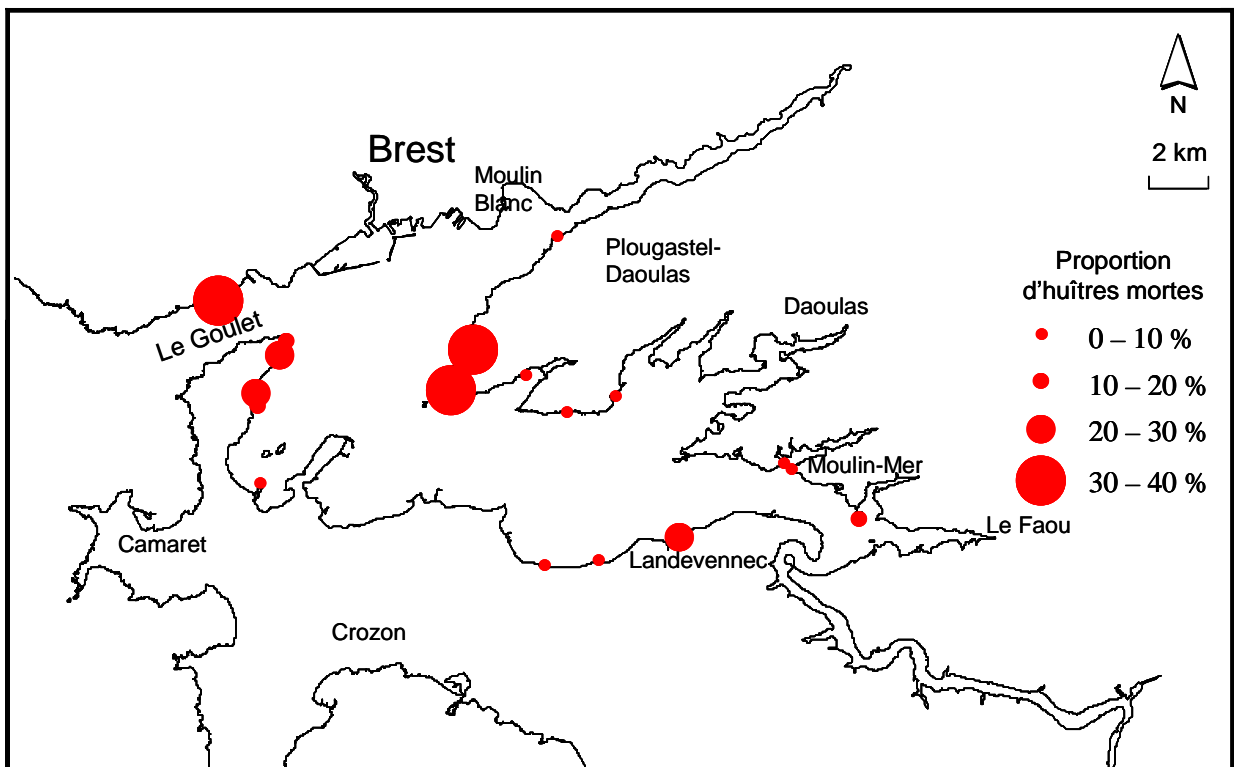 N
2 km
Brest
Moulin
Blanc
Plougastel-
Daoulas
Daoulas
Le Goulet
Proportion
d'huîtres mortes
0 – 10 %
10 – 20 %
20 – 30 %
30 – 40 %
Moulin-Mer
Le Faou
Camaret
Landevennec
Crozon